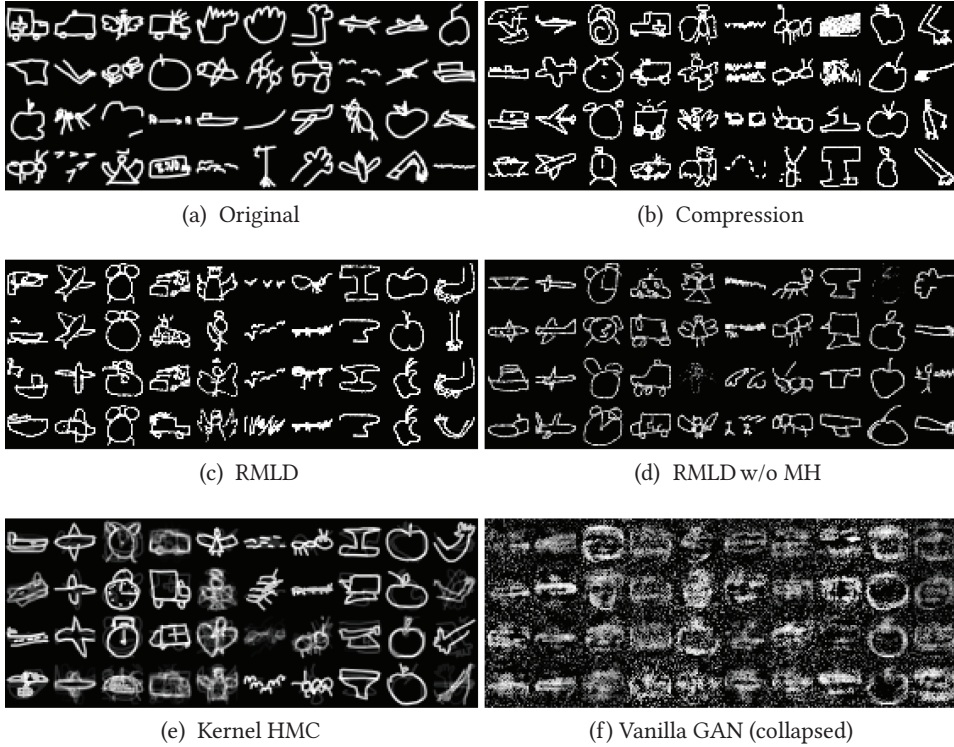 (a) Original
(b) Compression
(c) RMLD
(d) RMLD w/o MH
(e) Kernel HMC
(f) Vanilla GAN (collapsed)